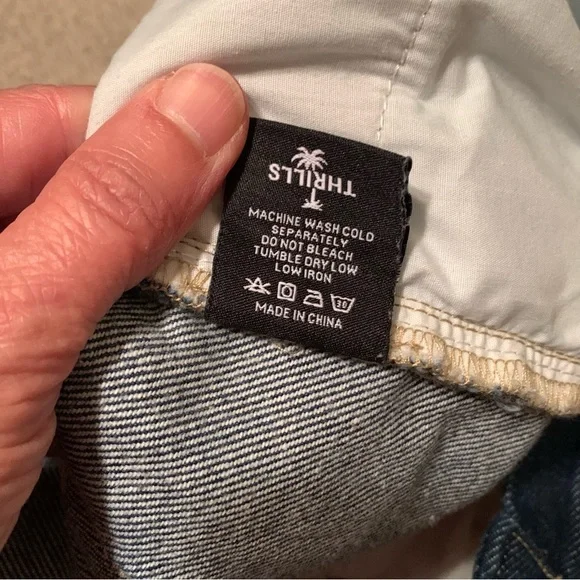 THRILLS
MACHINE WASH COLD
SEPARATELY
DO NOT BLEACH
TUMBLE DRY LOW
LOW IRON
30
MADE IN CHINA